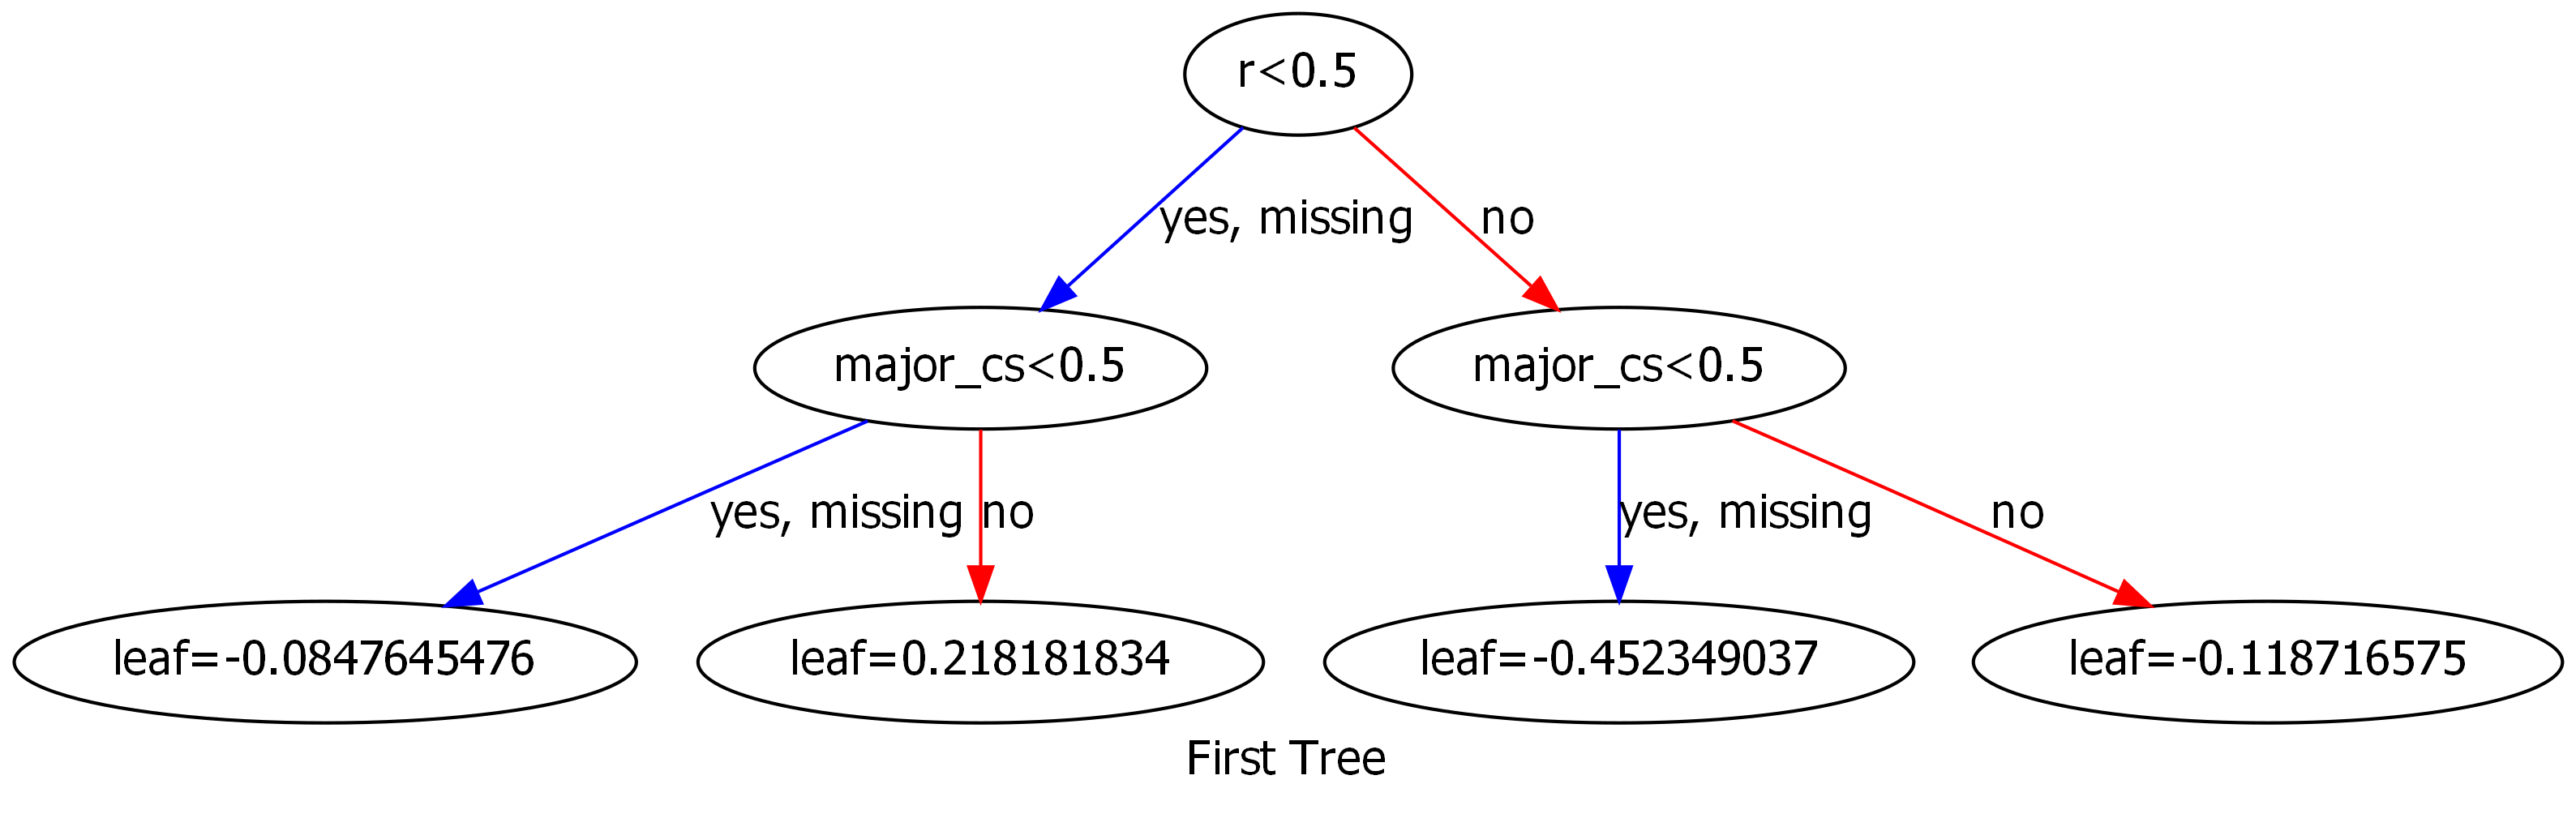 r<0.5
yes, missing
no
major_cs<0.5
major_cs<0.5
yes, missing
no
yes, missing
no
leaf=-0.0847645476
leaf=0.218181834
leaf=-0.452349037
leaf=-0.118716575
First Tree